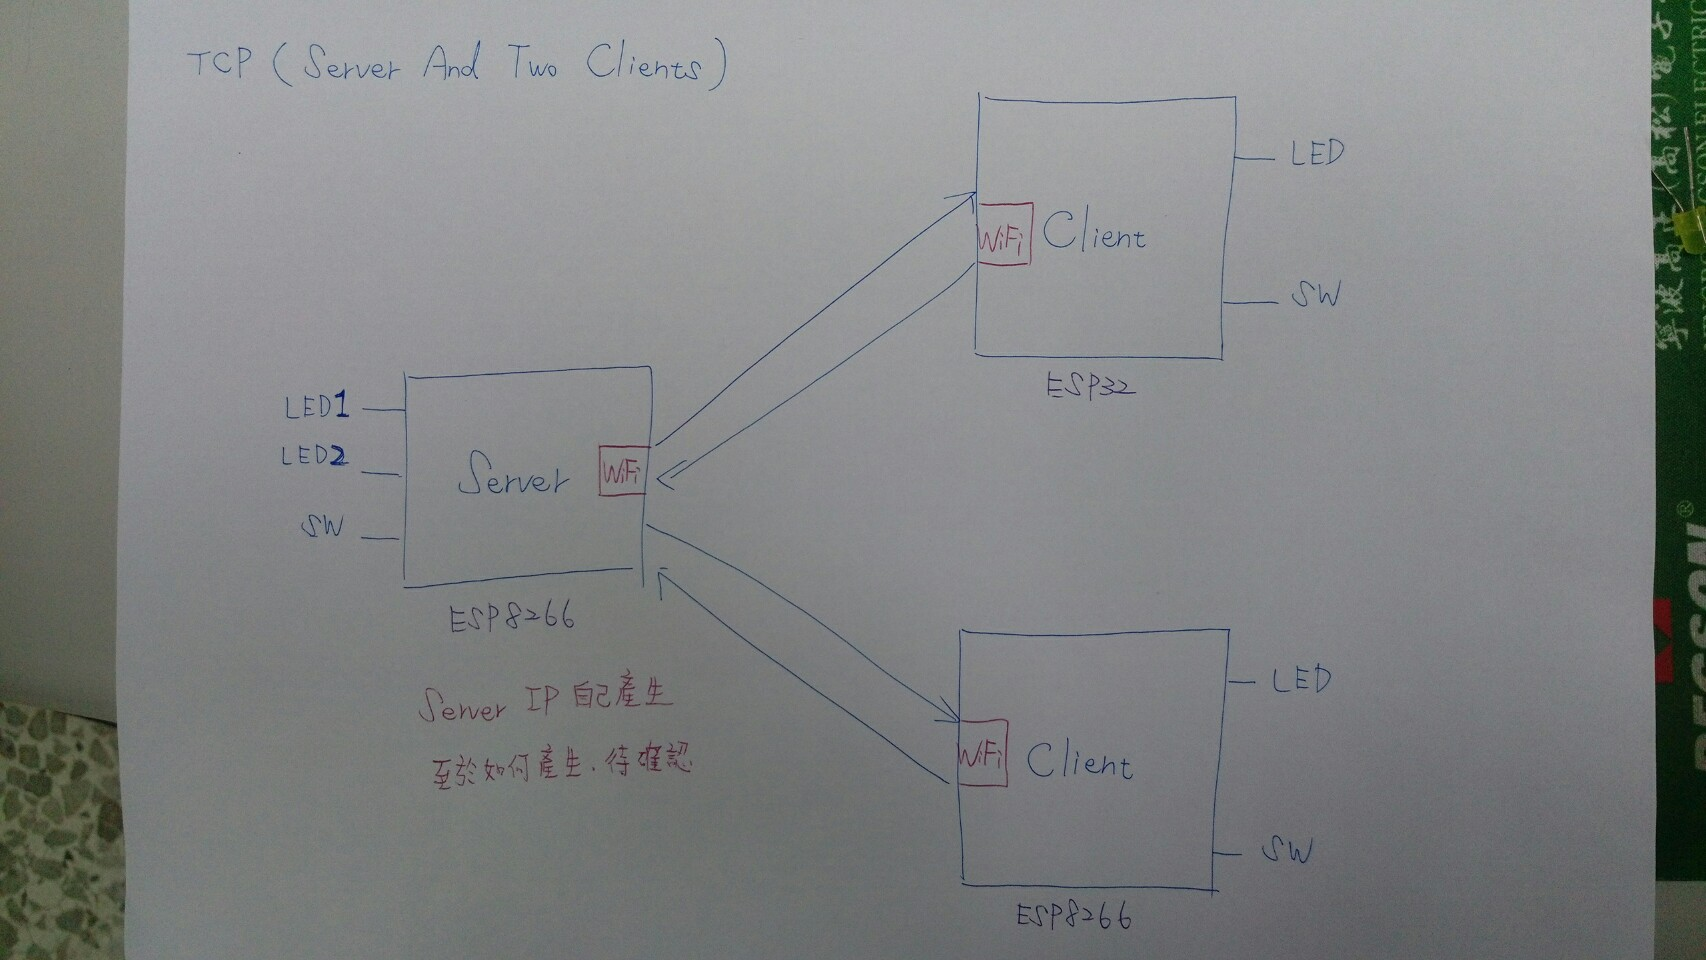 TCP (Server And Two Clients)
LED
WiFi Client
SW
ESP32
LED1
LED2
Server WiFi
SW
ESP8266
Server IP 自己產生
至於如何產生.待確認
LED
WiFi Client
SW
ESP8266